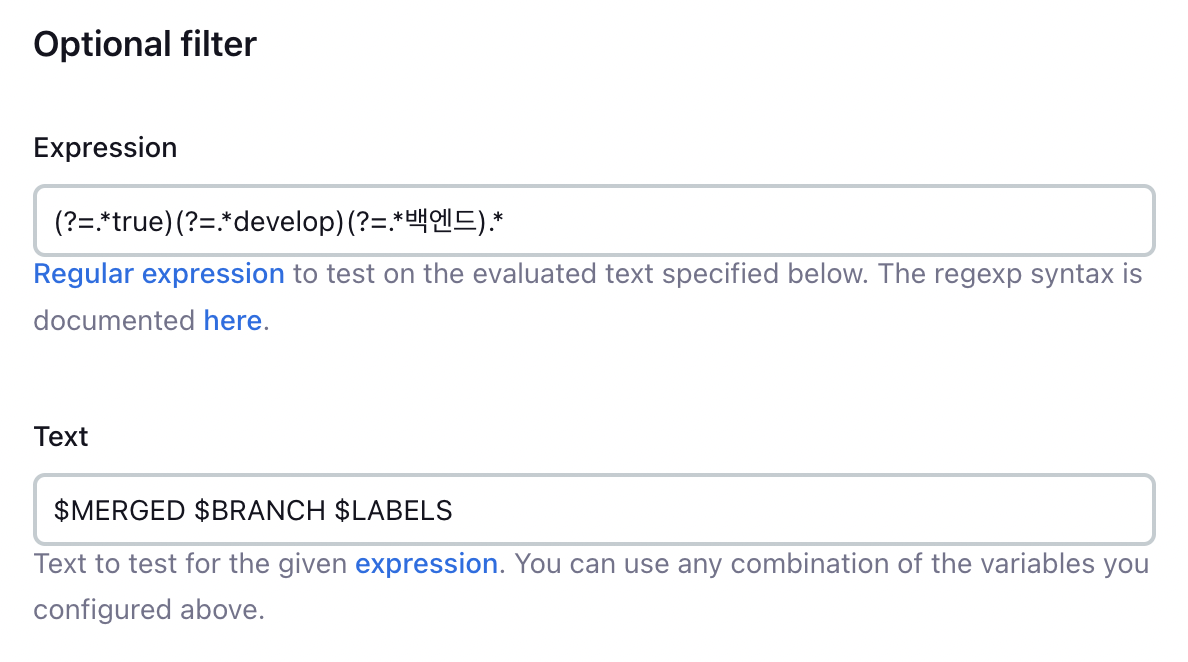 Optional filter
Expression
(?=.*true)(?=.*develop)(?=.*백엔드).*
Regular expression to test on the evaluated text specified below. The regexp syntax is
documented here.
Text
$MERGED $BRANCH $LABELS
Text to test for the given expression. You can use any combination of the variables you
configured above.